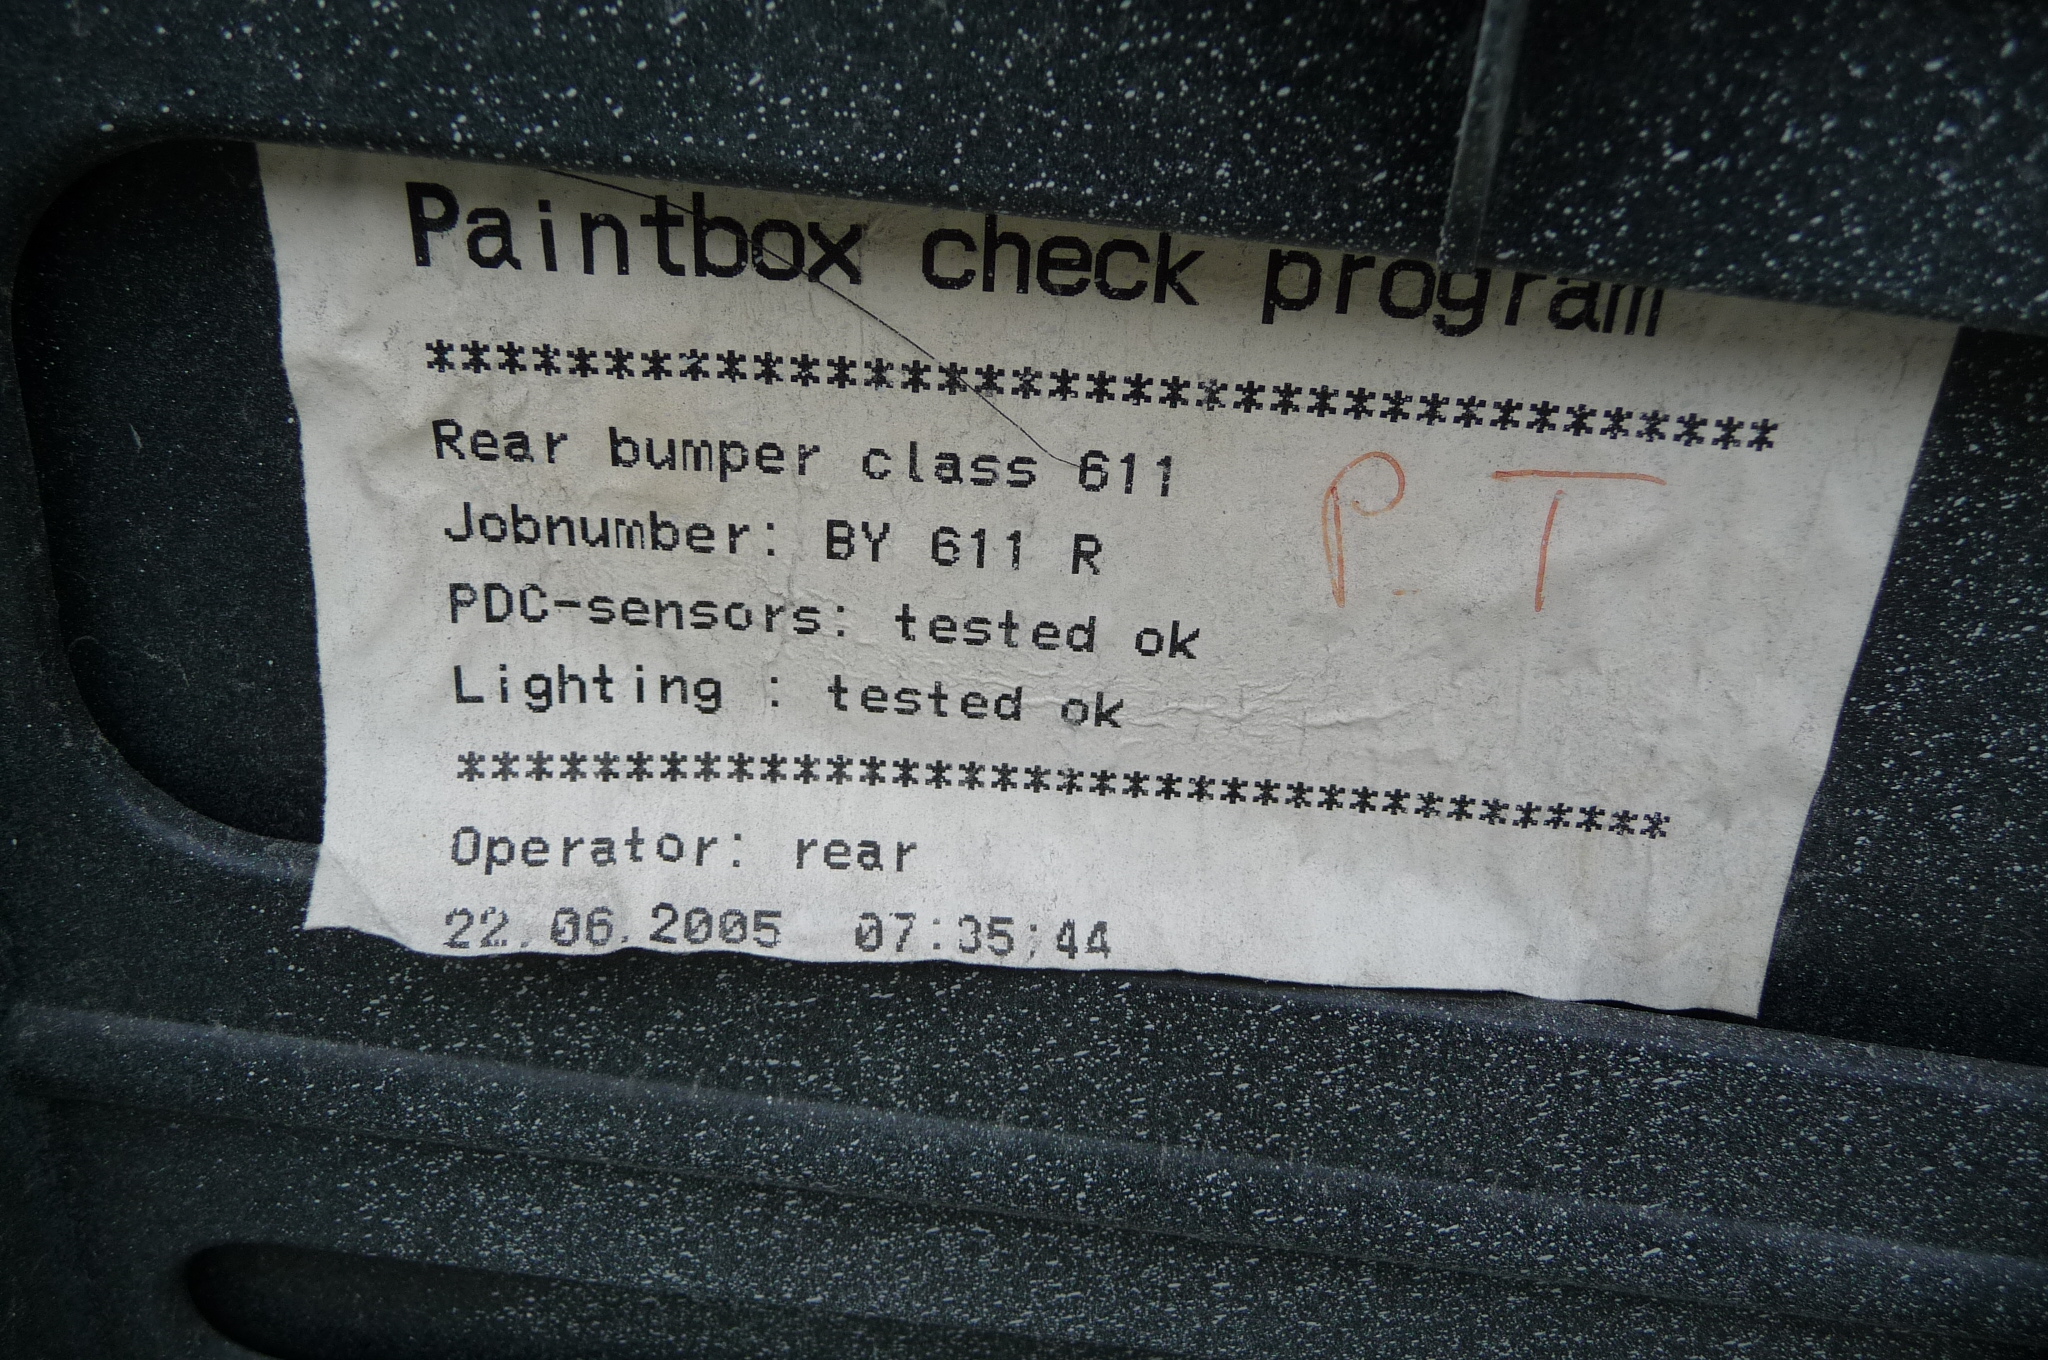 Paintbox check program
*************************************
Rear bumper class 611
P. T
Jobnumber: BY 611 R
PDC-sensors: tested ok
Lighting : tested ok
*************************************
Operator: rear
22.06.2005 07:35:44